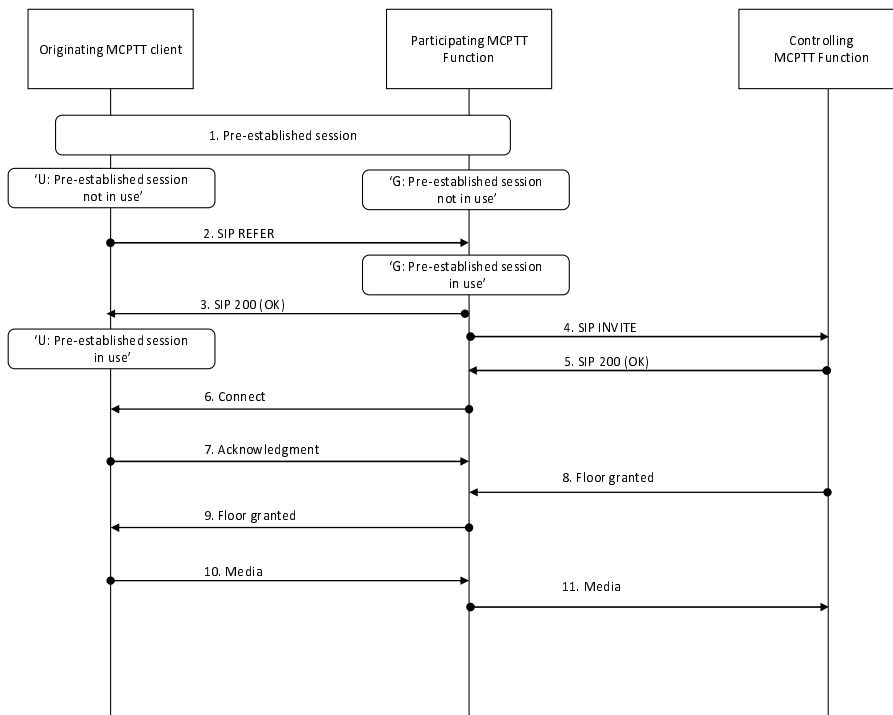 Originating MCPTT client
Participating MCPTT
Function
Controlling
MCPTT Function
1. Pre-established session
‘U: Pre-established session
not in use’
‘G: Pre-established session
not in use’
2. SIP REFER
‘G: Pre-established session
in use’
3. SIP 200 (OK)
4. SIP INVITE
‘U: Pre-established session
in use’
5. SIP 200 (OK)
6. Connect
7. Acknowledgment
8. Floor granted
9. Floor granted
10. Media
11. Media